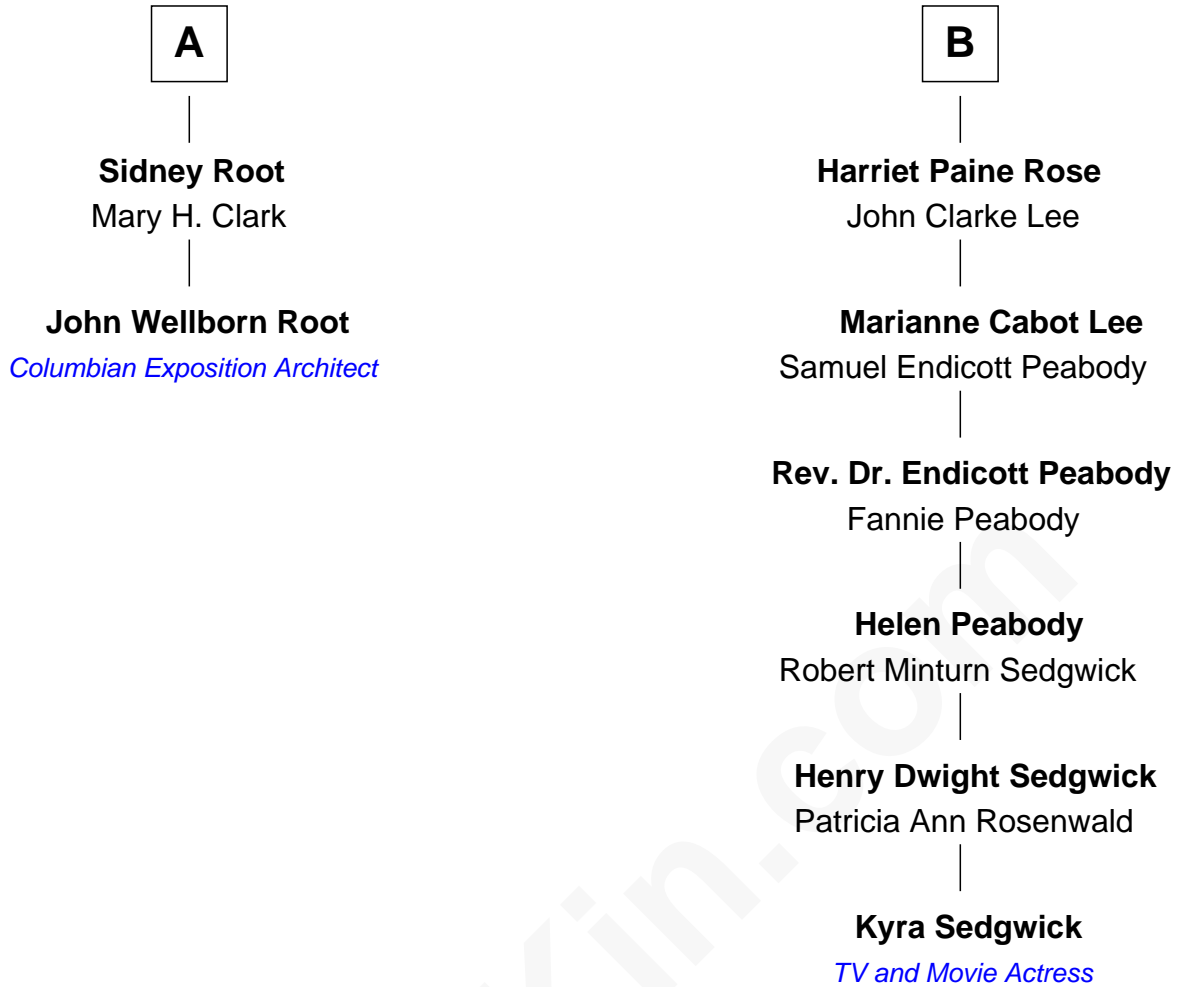 A
Sidney Root
Mary H. Clark
John Wellborn Root
Columbian Exposition Architect
B
Harriet Paine Rose
John Clarke Lee
Marianne Cabot Lee
Samuel Endicott Peabody
Rev. Dr. Endicott Peabody
Fannie Peabody
Helen Peabody
Robert Minturn Sedgwick
Henry Dwight Sedgwick
Patricia Ann Rosenwald
Kyra Sedgwick
TV and Movie Actress